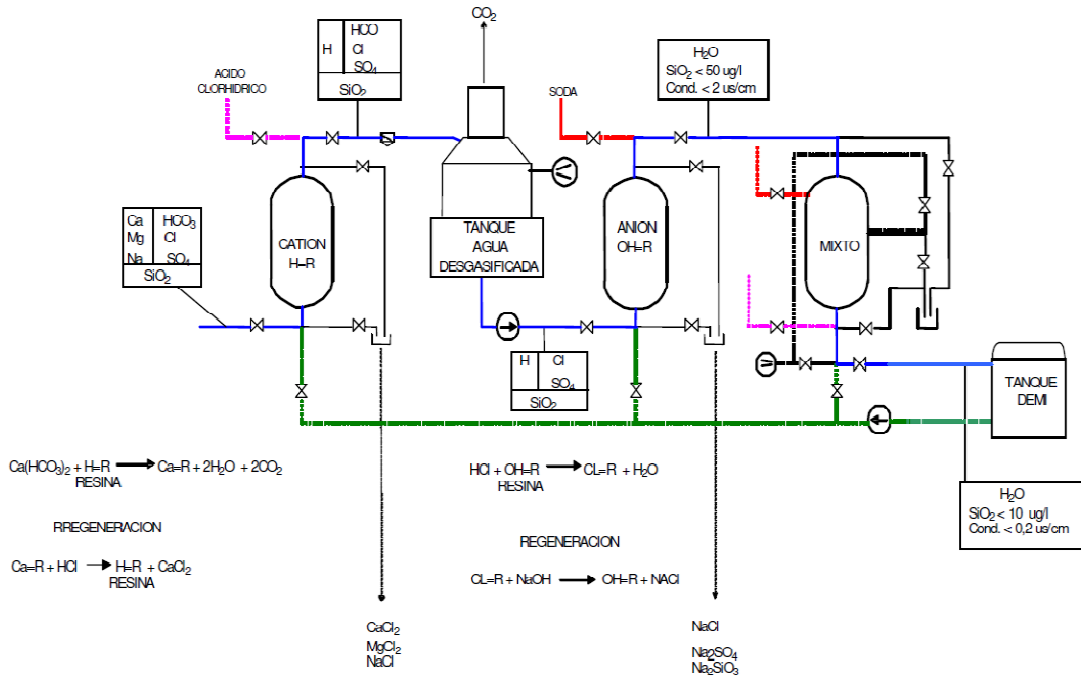 CO2
HCO
H Cl
SO4
SiO2
ACIDO
CLORHIDRICO
SODA
H2O
SiO2 < 50 ug/l
Cond. < 2 us/cm
Ca HCO3
Mg Cl
Na SO4
SiO2
CATION
H=R
TANQUE
AGUA
DESGASIFICADA
ANION
OH=R
MIXTO
H Cl
SO4
SiO2
TANQUE
DEMI
Ca(HCO3)2 + H=R → Ca=R + 2H2O + 2CO2
RESINA
HCl + OH=R → CL=R + H2O
RESINA
H2O
SiO2 < 10 ug/l
Cond. < 0,2 us/cm
RREGENERACION
REGENERACION
Ca=R + HCl → H=R + CaCl2
RESINA
CL=R + NaOH → OH=R + NACl
CaCl2
MgCl2
NaCl
NaCl
Na2SO4
Na2SiO3